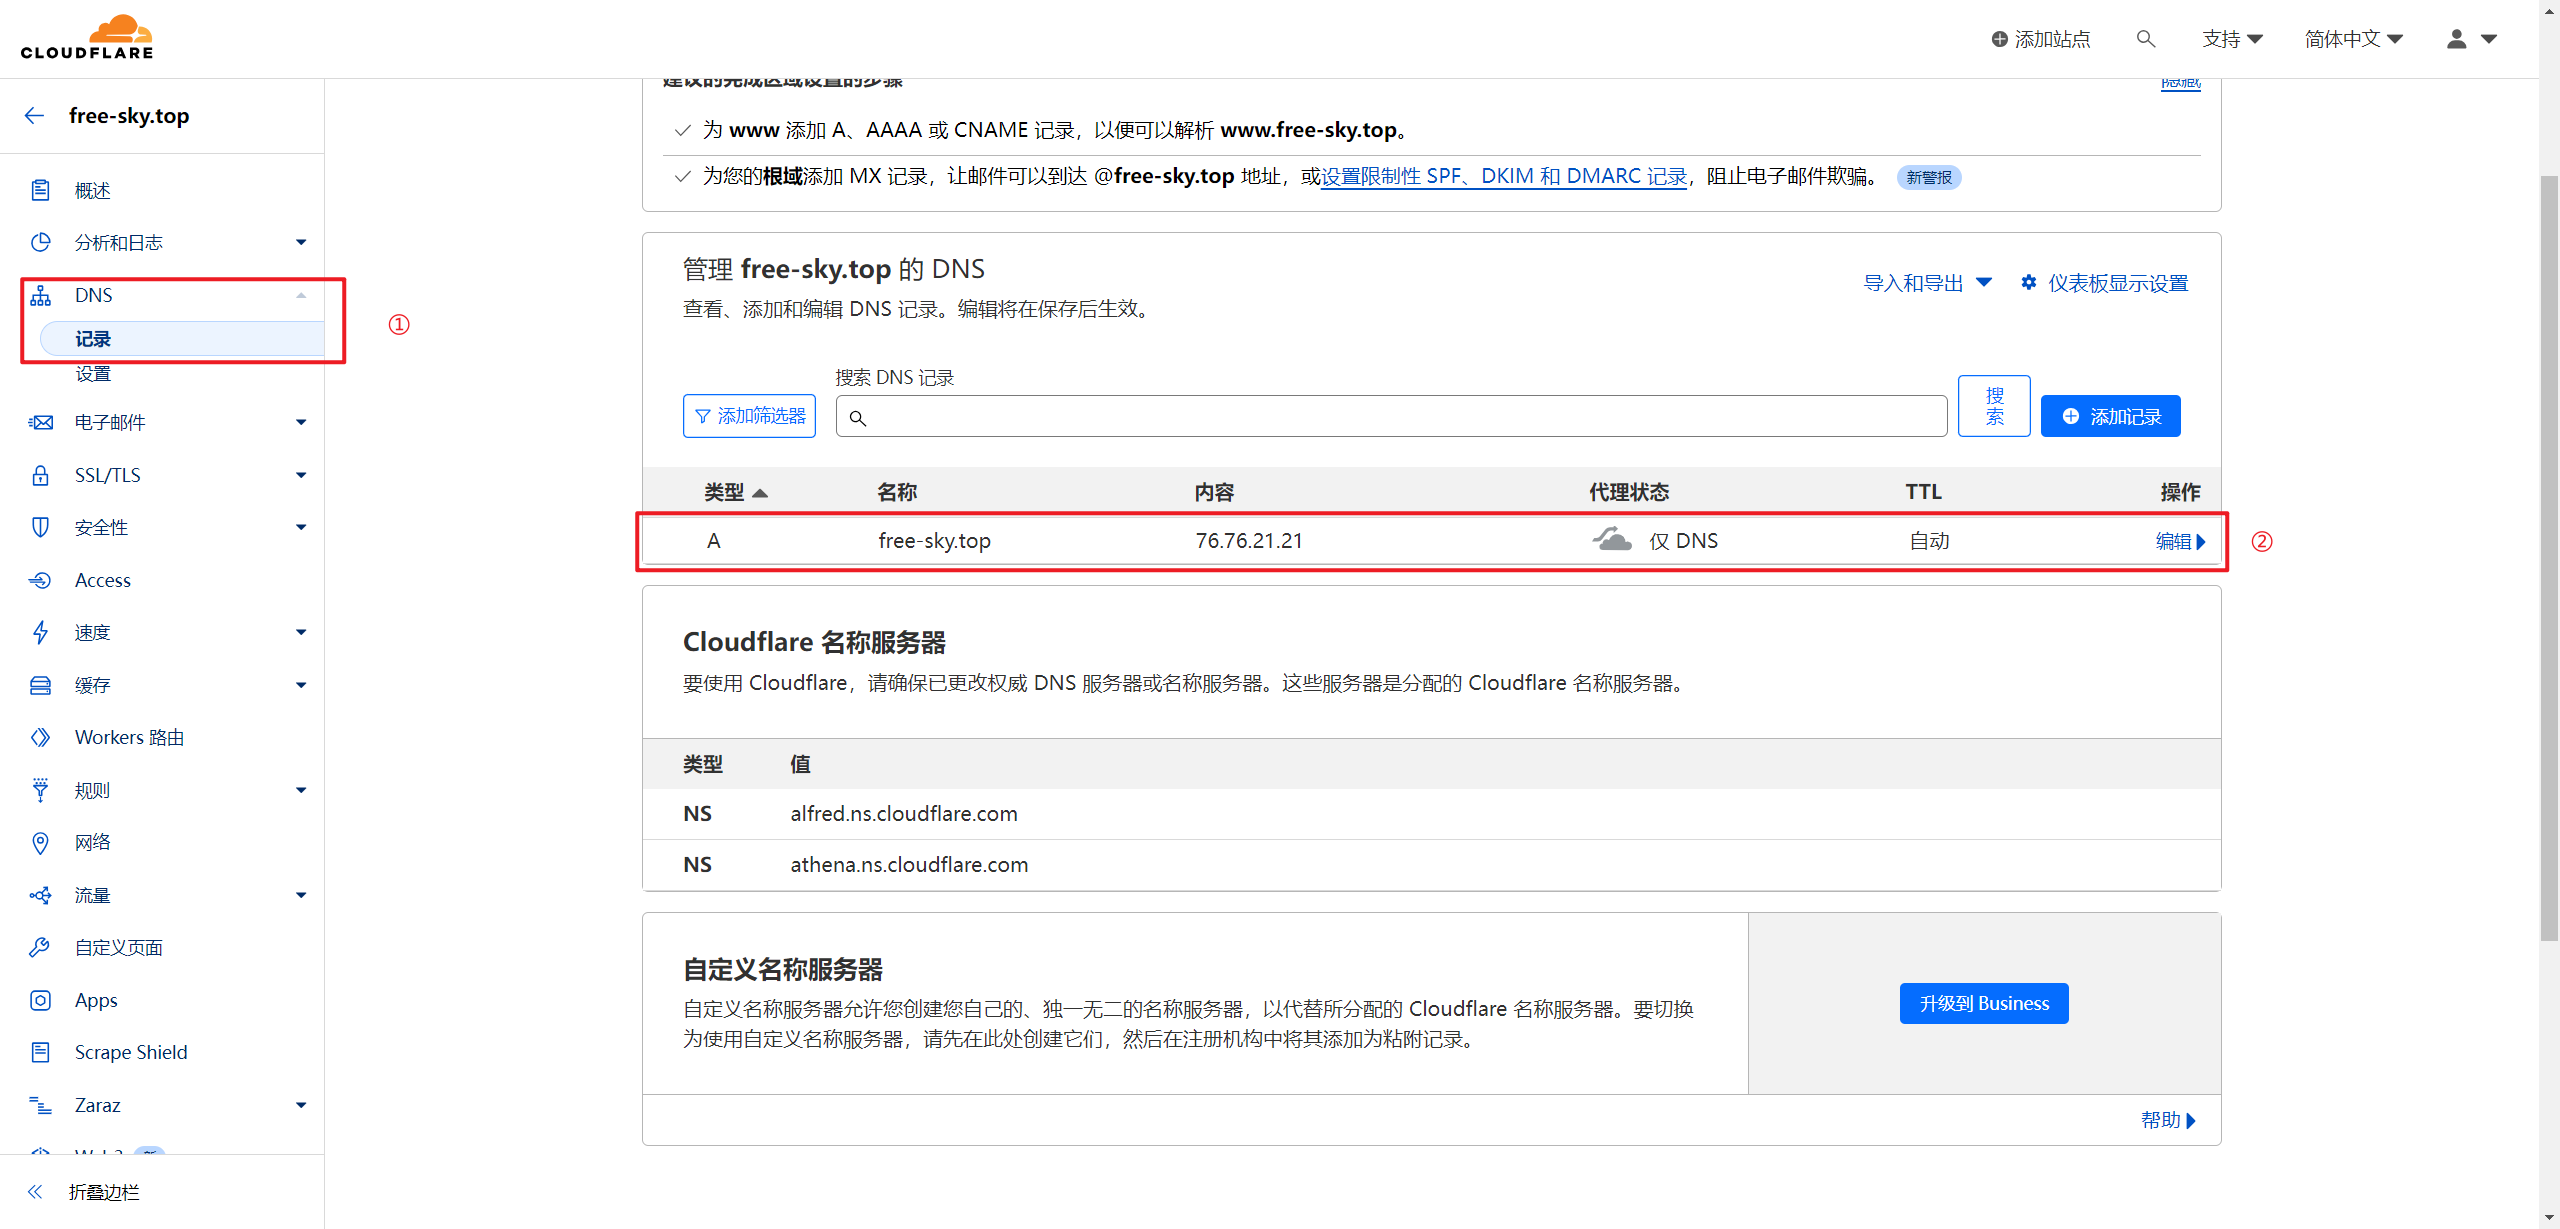 CLOUDFLARE
添加站点
支持
简体中文
free-sky.top
概述
分析和日志
DNS
记录
①
设置
电子邮件
SSL/TLS
安全性
Access
速度
缓存
Workers 路由
规则
网络
流量
自定义页面
Apps
Scrape Shield
Zaraz
Web3 新
折叠边栏
建议的完成区域设置的步骤
隐藏
为 www 添加 A、AAAA 或 CNAME 记录，以便可以解析 www.free-sky.top。
为您的根域添加 MX 记录，让邮件可以到达 @free-sky.top 地址，或设置限制性 SPF、DKIM 和 DMARC 记录，阻止电子邮件欺骗。 新警报
管理 free-sky.top 的 DNS
查看、添加和编辑 DNS 记录。编辑将在保存后生效。
导入和导出
仪表板显示设置
搜索 DNS 记录
添加筛选器
搜
索
添加记录
类型 名称 内容 代理状态 TTL 操作
A free-sky.top 76.76.21.21 仅 DNS 自动 编辑
②
Cloudflare 名称服务器
要使用 Cloudflare，请确保已更改权威 DNS 服务器或名称服务器。这些服务器是分配的 Cloudflare 名称服务器。
类型 值
NS alfred.ns.cloudflare.com
NS athena.ns.cloudflare.com
自定义名称服务器
自定义名称服务器允许您创建您自己的、独一无二的名称服务器，以代替所分配的 Cloudflare 名称服务器。要切换
为使用自定义名称服务器，请先在此处创建它们，然后在注册机构中将其添加为粘附记录。
升级到 Business
帮助